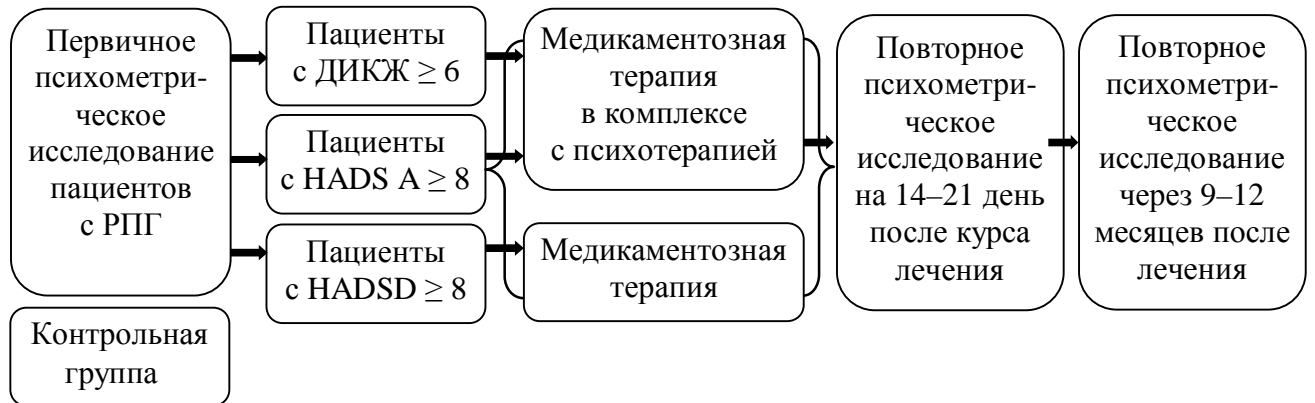 Первичное
психометри-
ческое
исследование
пациентов
с РПГ
Контрольная
группа
Пациенты
с ДИКЖ ≥ 6
Пациенты
с HADS A ≥ 8
Пациенты
с HADSD ≥ 8
Медикаментозная
терапия
в комплексе
с психотерапией
Медикаментозная
терапия
Повторное
психометри-
ческое
исследование
на 14–21 день
после курса
лечения
Повторное
психометри-
ческое
исследование
через 9–12
месяцев после
лечения